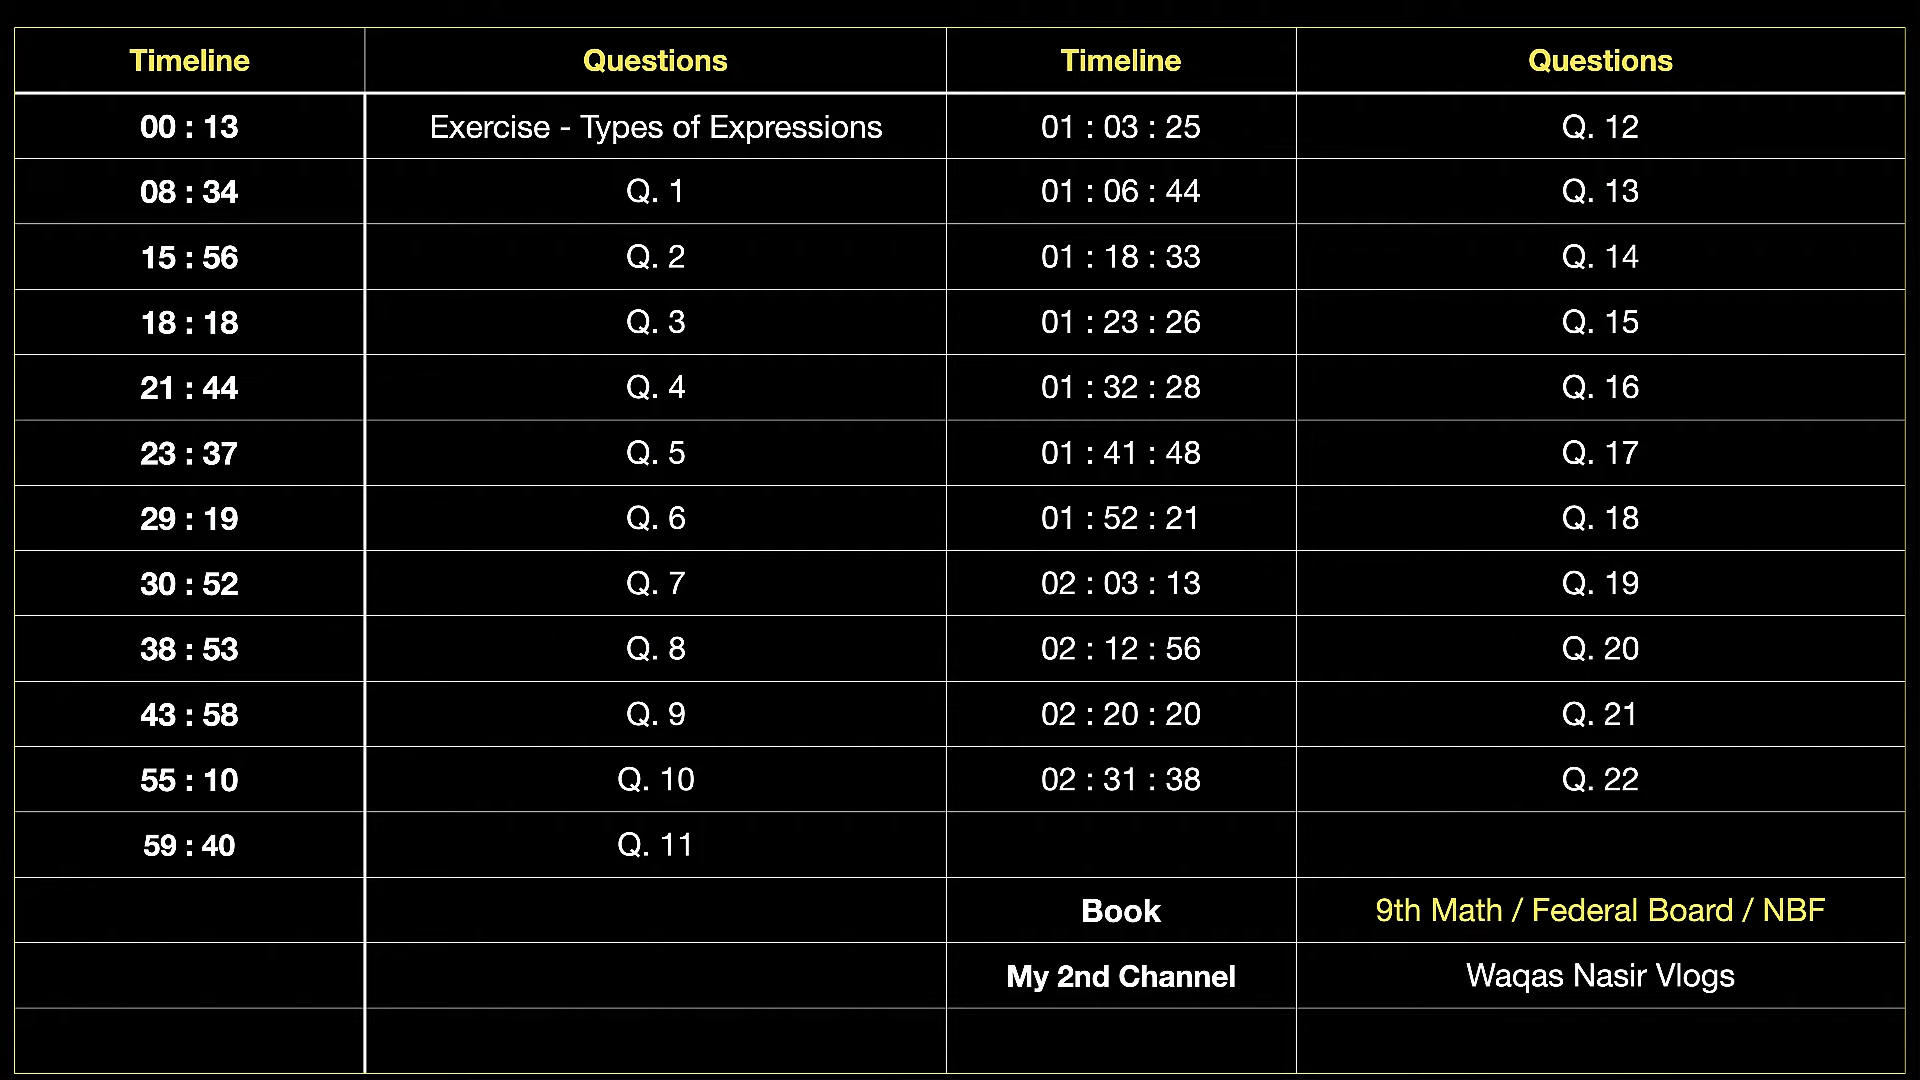 Timeline Questions Timeline Questions
00 : 13 Exercise - Types of Expressions 01 : 03 : 25 Q. 12
08 : 34 Q. 1 01 : 06 : 44 Q. 13
15 : 56 Q. 2 01 : 18 : 33 Q. 14
18 : 18 Q. 3 01 : 23 : 26 Q. 15
21 : 44 Q. 4 01 : 32 : 28 Q. 16
23 : 37 Q. 5 01 : 41 : 48 Q. 17
29 : 19 Q. 6 01 : 52 : 21 Q. 18
30 : 52 Q. 7 02 : 03 : 13 Q. 19
38 : 53 Q. 8 02 : 12 : 56 Q. 20
43 : 58 Q. 9 02 : 20 : 20 Q. 21
55 : 10 Q. 10 02 : 31 : 38 Q. 22
59 : 40 Q. 11
Book 9th Math / Federal Board / NBF
My 2nd Channel Waqas Nasir Vlogs